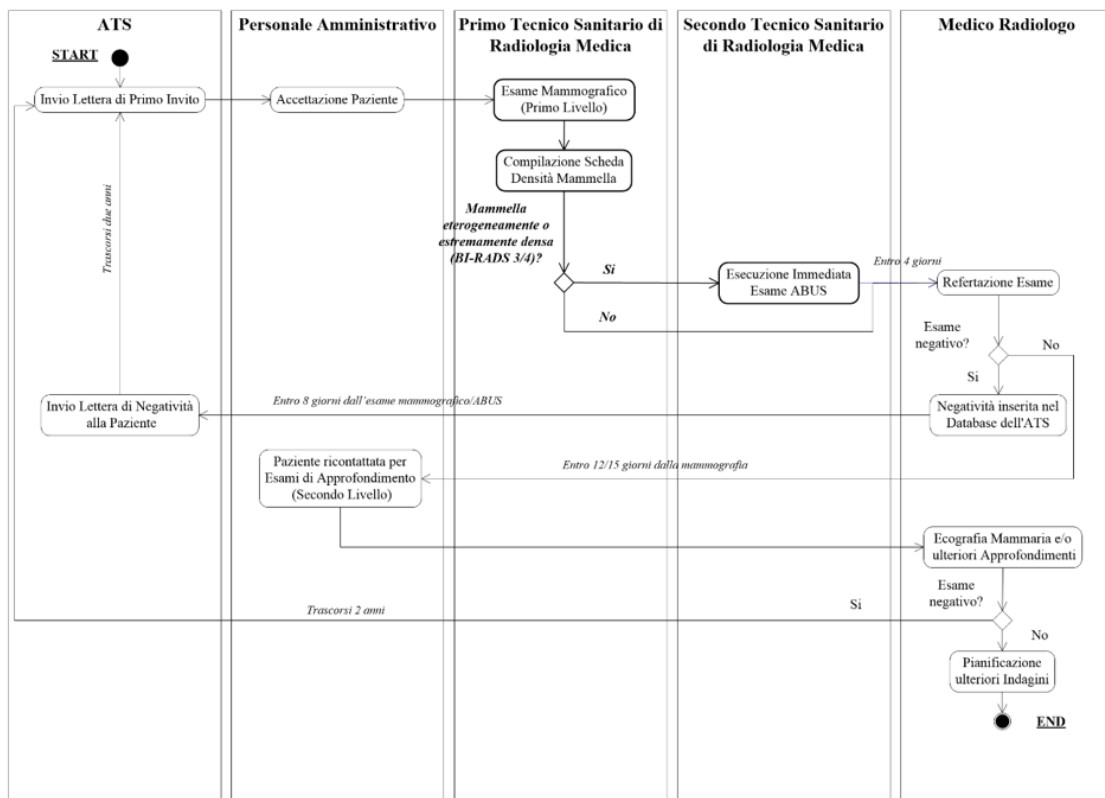 ATS
Personale Amministrativo
Primo Tecnico Sanitario di
Radiologia Medica
Secondo Tecnico Sanitario
di Radiologia Medica
Medico Radiologo
START
Invio Lettera di Primo Invito
Accettazione Paziente
Esame Mammografico
(Primo Livello)
Compilazione Scheda
Densità Mammella
Trascorsi due anni
Mammella
eterogeneamente o
estremamente densa
(BI-RADS 3/4)?
Si
No
Esecuzione Immediata
Esame ABUS
Entro 4 giorni
Refertazione Esame
Esame
negativo?
No
Si
Invio Lettera di Negatività
alla Paziente
Entro 8 giorni dall'esame mammografico/ABUS
Negatività inserita nel
Database dell'ATS
Paziente ricontattata per
Esami di Approfondimento
(Secondo Livello)
Entro 12/15 giorni dalla mammografia
Ecografia Mammaria e/o
ulteriori Approfondimenti
Esame
negativo?
Trascorsi 2 anni
Si
No
Pianificazione
ulteriori Indagini
END